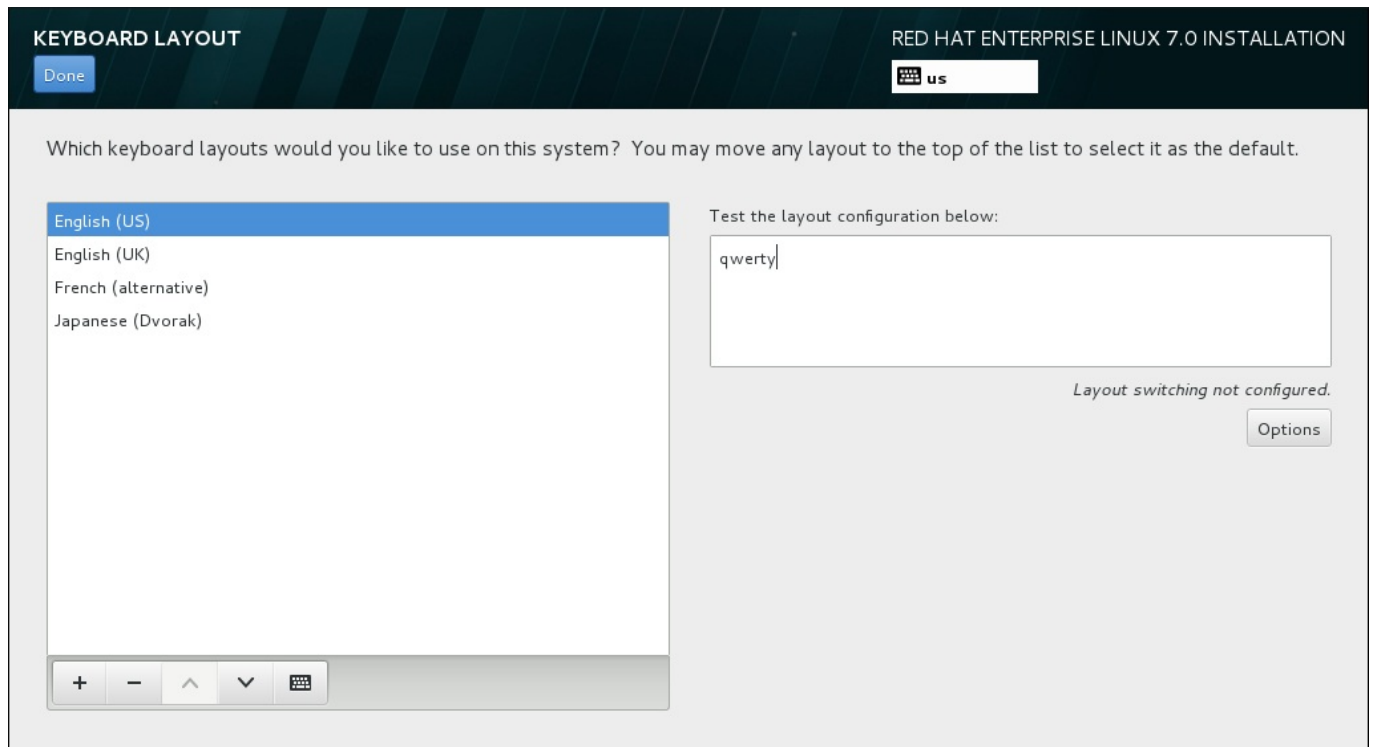 KEYBOARD LAYOUT
Done
RED HAT ENTERPRISE LINUX 7.0 INSTALLATION
us
Which keyboard layouts would you like to use on this system?  You may move any layout to the top of the list to select it as the default.
English (US)
English (UK)
French (alternative)
Japanese (Dvorak)
Test the layout configuration below:
qwerty
Layout switching not configured.
Options